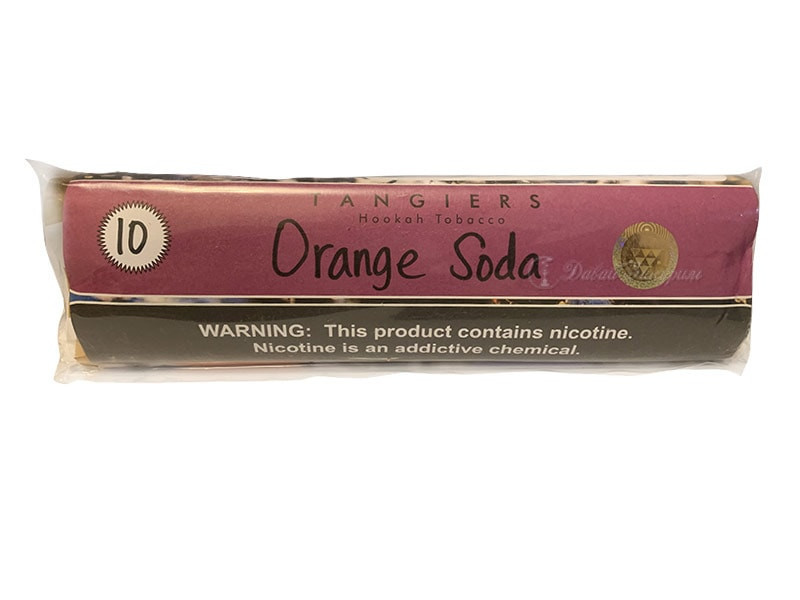 TANGIERS
Hookah Tobacco
10
Orange Soda
WARNING: This product contains nicotine.
Nicotine is an addictive chemical.